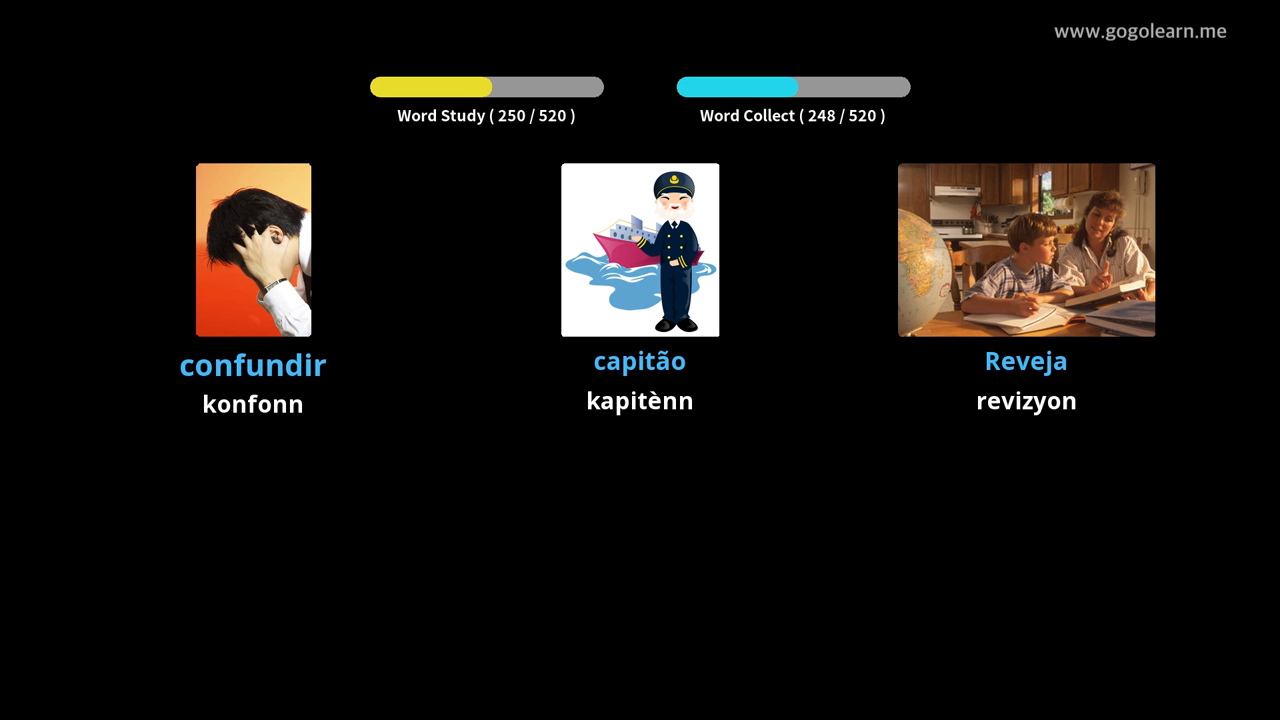 www.gogolearn.me
Word Study ( 250 / 520 )
Word Collect ( 248 / 520 )
confundir
konfonn
capitão
kapitènn
Reveja
revizyon